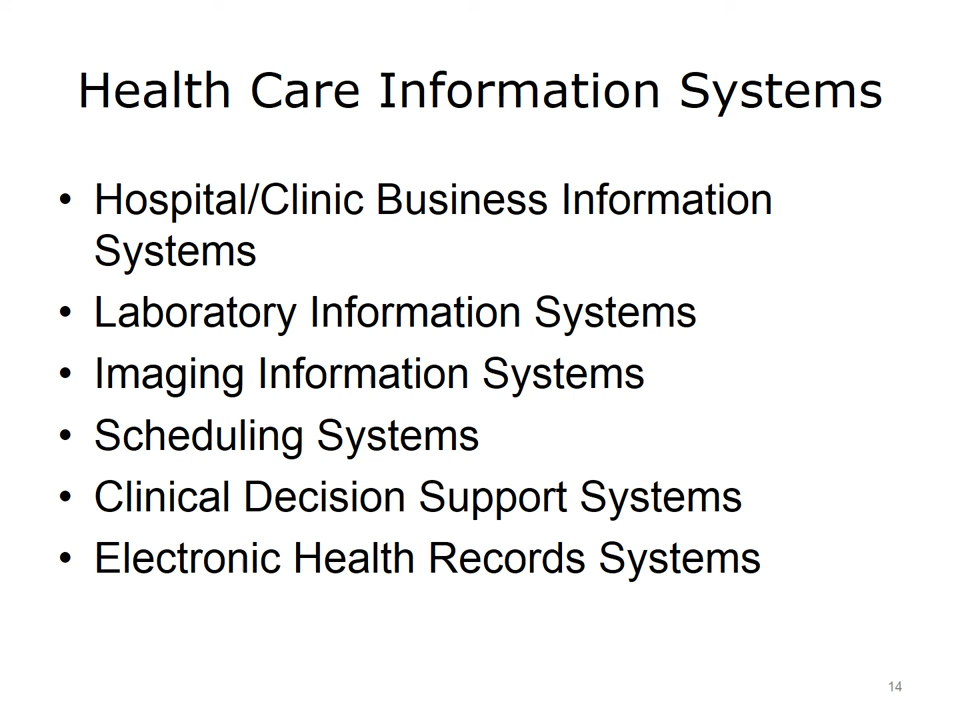 Health Care Information Systems
• Hospital/Clinic Business Information
Systems
• Laboratory Information Systems
• Imaging Information Systems
• Scheduling Systems
• Clinical Decision Support Systems
• Electronic Health Records Systems
14